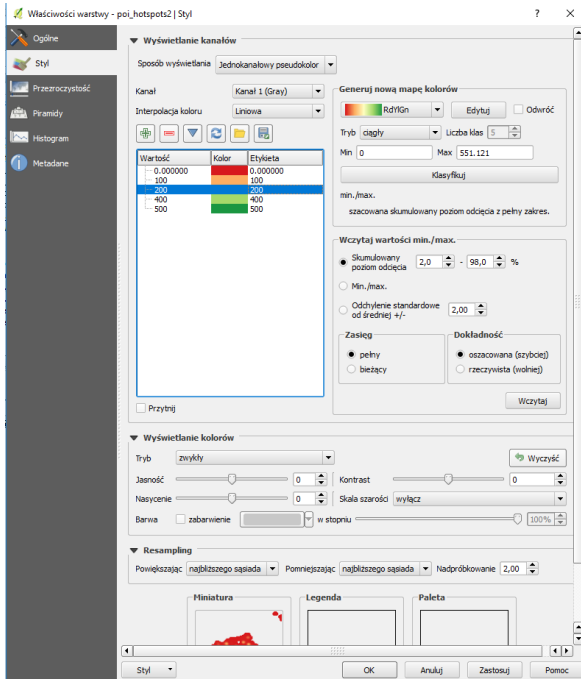 Właściwości warstwy - poi_hotspots2 | Styl
?
Ogólne
Styl
Przezroczystość
Piramidy
Histogram
Metadane
Wyświetlanie kanałów
Sposób wyświetlania Jednokanałowy pseudokolor
Kanał Kanał 1 (Gray)
Interpolacja koloru Liniowa
Wartość Kolor Etykieta
0.000000 0.000000
100 100
200 200
400 400
500 500
Przytnij
Generuj nową mapę kolorów
RdYlGn Edytuj Odwróć
Tryb ciągły Liczba klas 5
Min 0 Max 551.121
Klasyfikuj
min./max.
szacowana skumulowany poziom odcięcia z pełny zakres.
Wczytaj wartości min./max.
Skumulowany
poziom odcięcia 2,0 - 98,0 %
Min./max.
Odchylenie standardowe
od średniej +/- 2,00
Zasięg
pełny
bieżący
Dokładność
oszacowana (szybciej)
rzeczywista (wolniej)
Wczytaj
Wyświetlanie kolorów
Tryb zwykły Wyczyść
Jasność 0 Kontrast 0
Nasycenie 0 Skala szarości wyłącz
Barwa zabarwienie w stopniu 100%
Resampling
Powiększając najbliższego sąsiada Pomniejszając najbliższego sąsiada Nadpróbkowanie 2,00
Miniatura Legenda Paleta
Styl OK Anuluj Zastosuj Pomoc